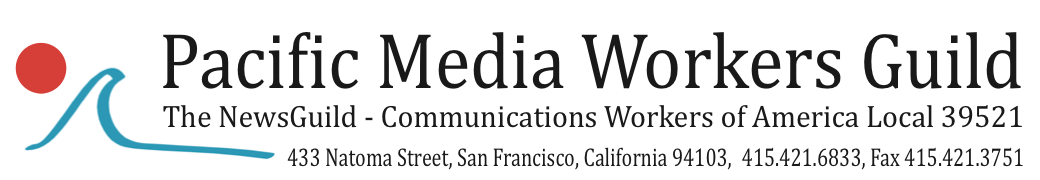 Pacific Media Workers Guild
The NewsGuild - Communications Workers of America Local 39521
433 Natoma Street, San Francisco, California 94103,  415.421.6833, Fax 415.421.3751